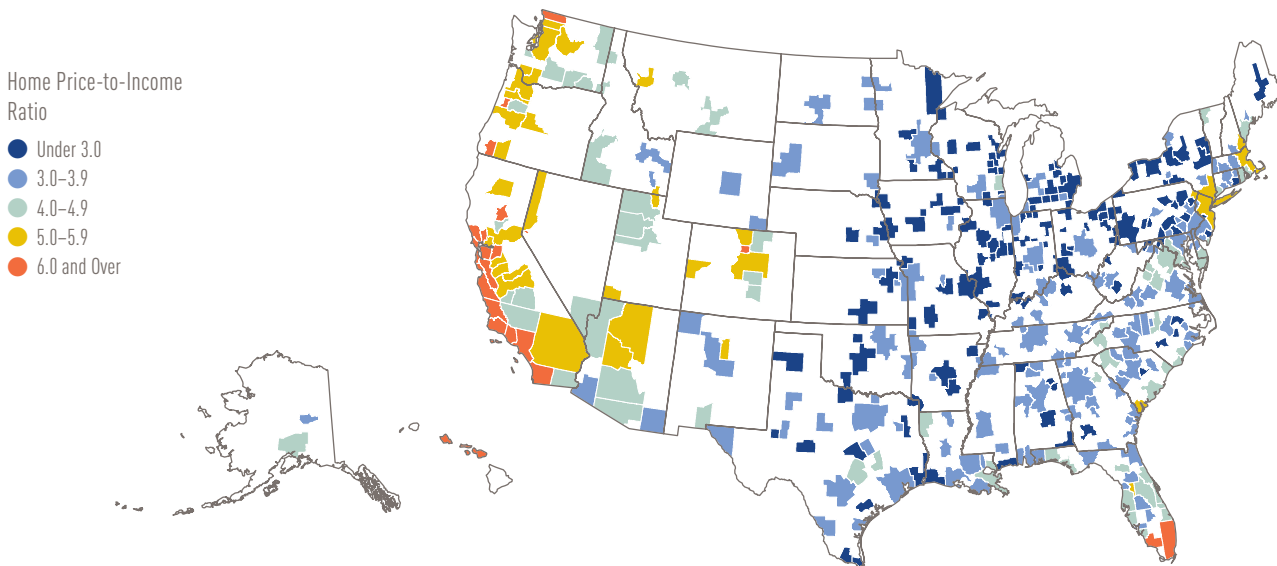 Home Price-to-Income
Ratio
Under 3.0
3.0–3.9
4.0–4.9
5.0–5.9
6.0 and Over